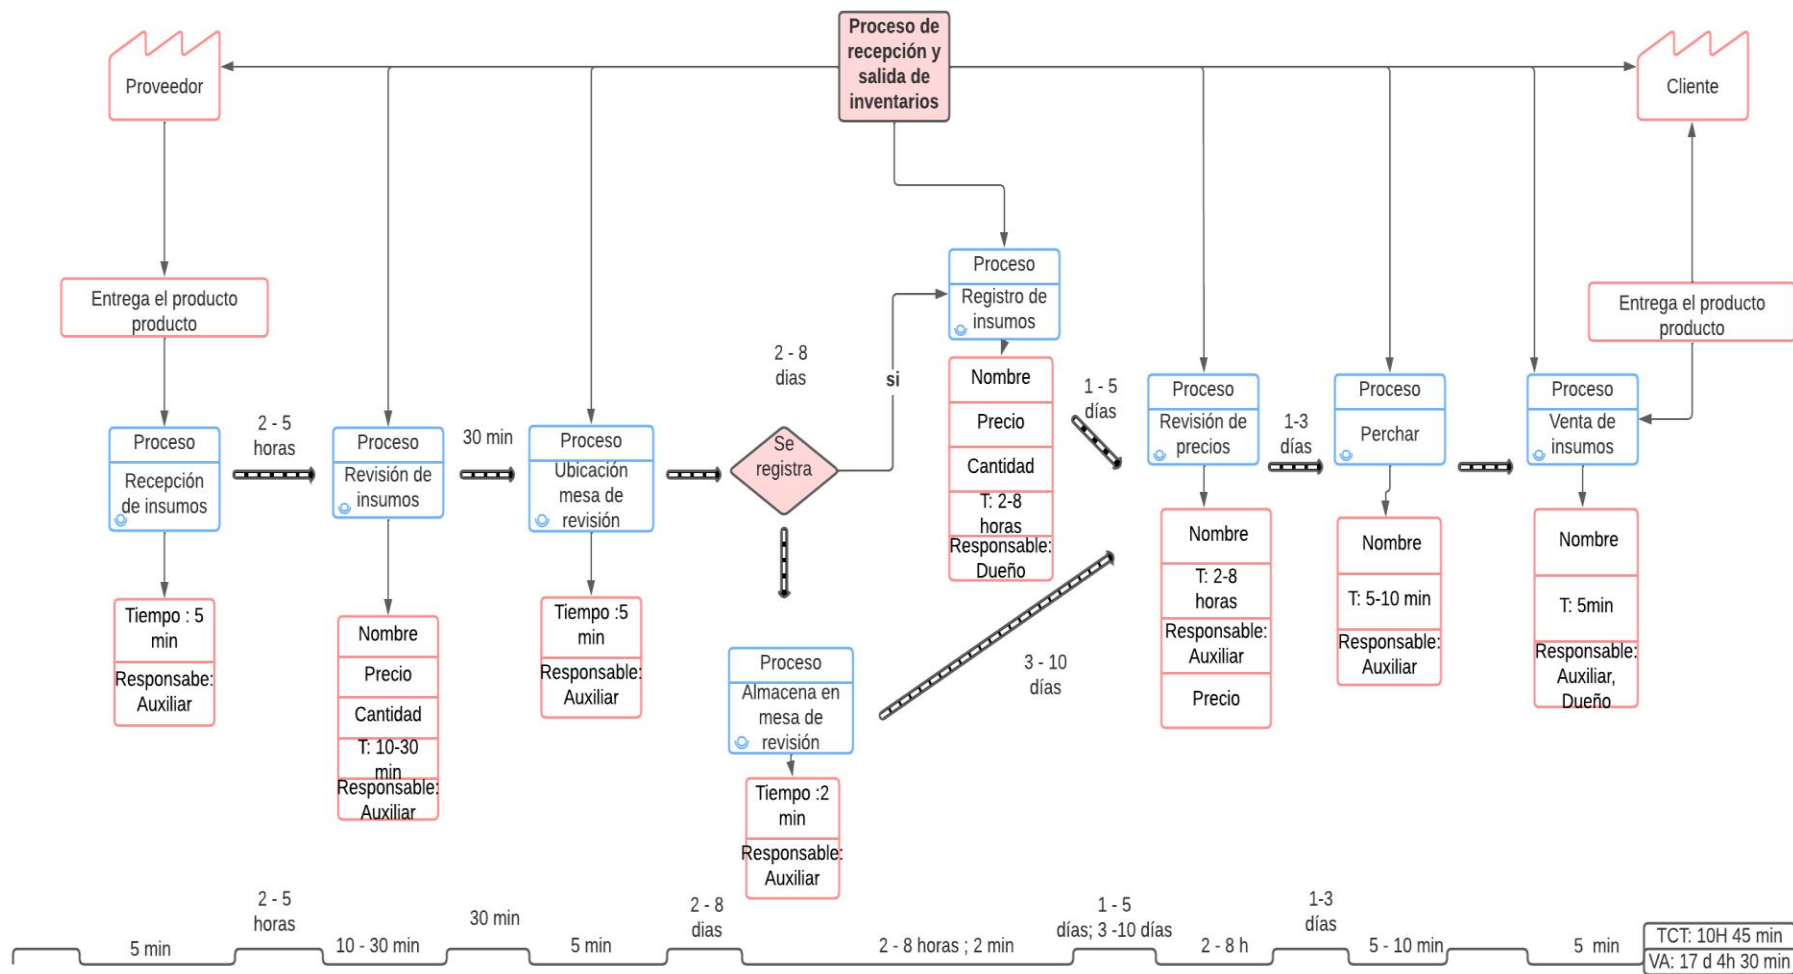 Proceso de
recepción y
salida de
inventarios
Proveedor
Cliente
Entrega el producto
producto
Entrega el producto
producto
Proceso
Recepción
de insumos
Tiempo : 5
min
Responsabe:
Auxiliar
2 - 5
horas
Proceso
Revisión de
insumos
Nombre
Precio
Cantidad
T: 10-30
min
Responsable:
Auxiliar
30 min
Proceso
Ubicación
mesa de
revisión
Tiempo :5
min
Responsable:
Auxiliar
2 - 8
dias
Se
registra
si
Proceso
Registro de
insumos
Nombre
Precio
Cantidad
T: 2-8
horas
Responsable:
Dueño
Proceso
Almacena en
mesa de
revisión
Tiempo :2
min
Responsable:
Auxiliar
1 - 5
días
3 - 10
días
Proceso
Revisión de
precios
Nombre
T: 2-8
horas
Responsable:
Auxiliar
Precio
1-3
días
Proceso
Perchar
Nombre
T: 5-10 min
Responsable:
Auxiliar
Proceso
Venta de
insumos
Nombre
T: 5min
Responsable:
Auxiliar,
Dueño
5 min
2 - 5
horas
10 - 30 min
30 min
5 min
2 - 8
dias
2 - 8 horas ; 2 min
1 - 5
días; 3 -10 días
2 - 8 h
1-3
días
5 - 10 min
5 min
TCT: 10H 45 min
VA: 17 d 4h 30 min